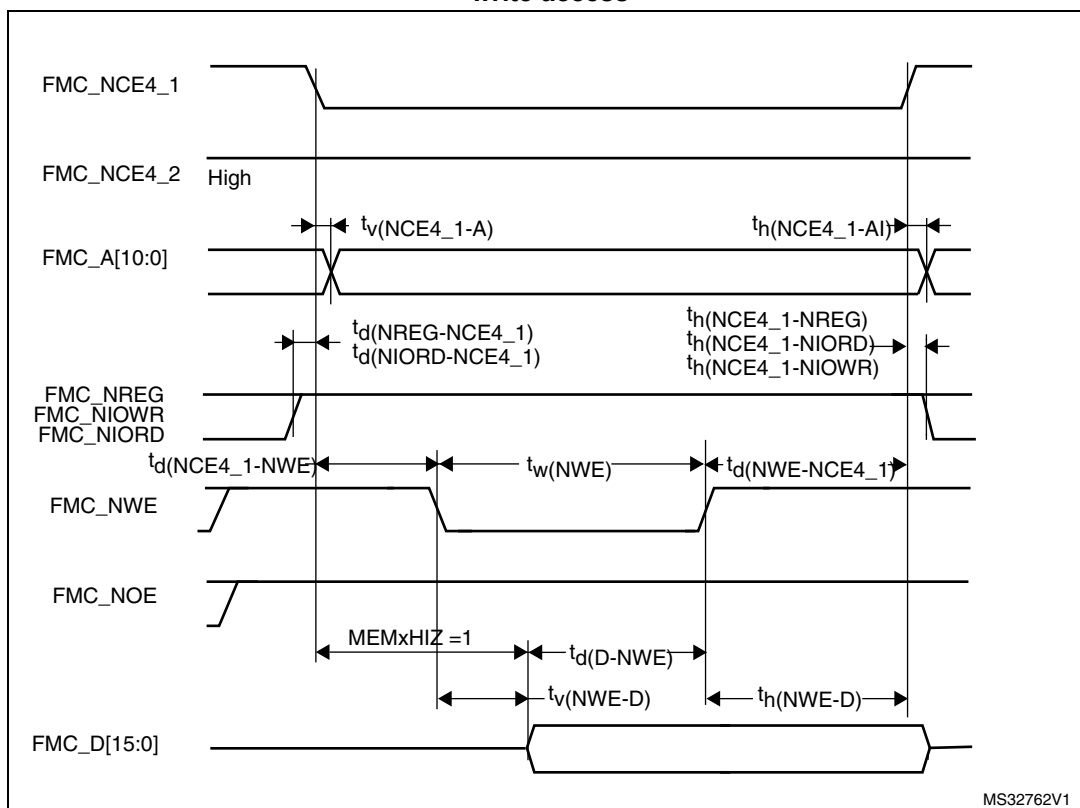 FMC_NCE4_1
FMC_NCE4_2 High
tv(NCE4_1-A) th(NCE4_1-AI)
FMC_A[10:0]
td(NREG-NCE4_1) th(NCE4_1-NREG)
td(NIORD-NCE4_1) th(NCE4_1-NIORD)
th(NCE4_1-NIOWR)
FMC_NREG
FMC_NIOWR
FMC_NIORD
td(NCE4_1-NWE) tw(NWE) td(NWE-NCE4_1)
FMC_NWE
FMC_NOE
MEMxHIZ =1 td(D-NWE)
tv(NWE-D) th(NWE-D)
FMC_D[15:0]
MS32762V1